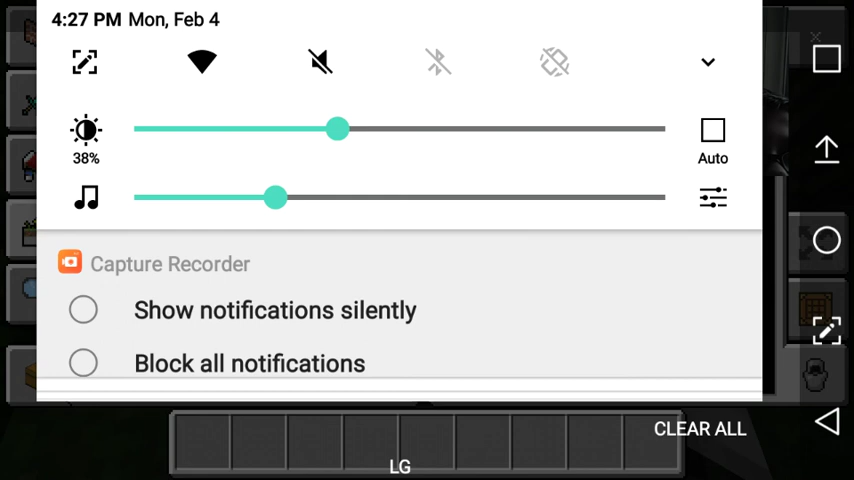 4:27 PM Mon, Feb 4
38%
Auto
Capture Recorder
Show notifications silently
Block all notifications
CLEAR ALL
LG